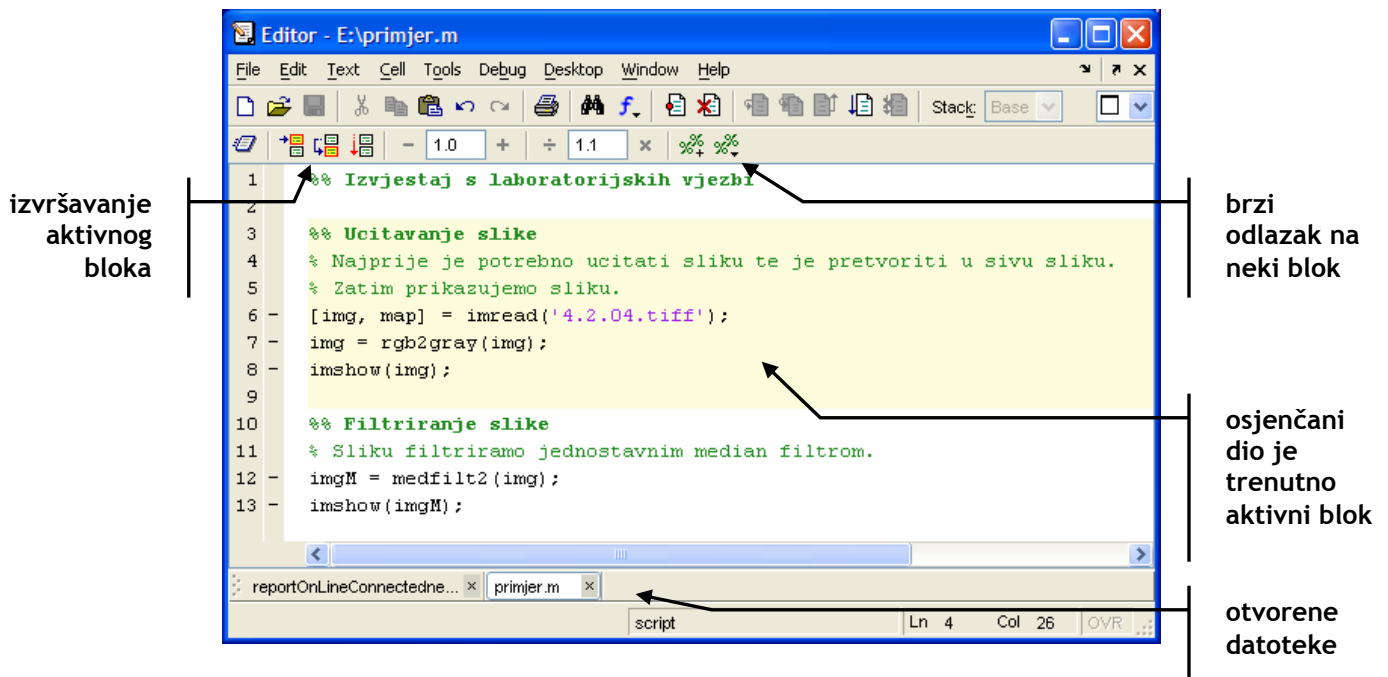 Editor - E:\primjer.m
File Edit Text Cell Tools Debug Desktop Window Help
Stack: Base
1.0 1.1
1 %% Izvjestaj s laboratorijskih vjezbi
2
3 %% Ucitavanje slike
4 % Najprije je potrebno ucitati sliku te je pretvoriti u sivu sliku.
5 % Zatim prikazujemo sliku.
6 - [img, map] = imread('4.2.04.tiff');
7 - img = rgb2gray(img);
8 - imshow(img);
9
10 %% Filtriranje slike
11 % Sliku filtriramo jednostavnim median filtrom.
12 - imgM = medfilt2(img);
13 - imshow(imgM);
reportOnLineConnectedne... primjer.m
script Ln 4 Col 26 OVR
izvršavanje
aktivnog
bloka
brzi
odlazak na
neki blok
osjenčani
dio je
trenutno
aktivni blok
otvorene
datoteke